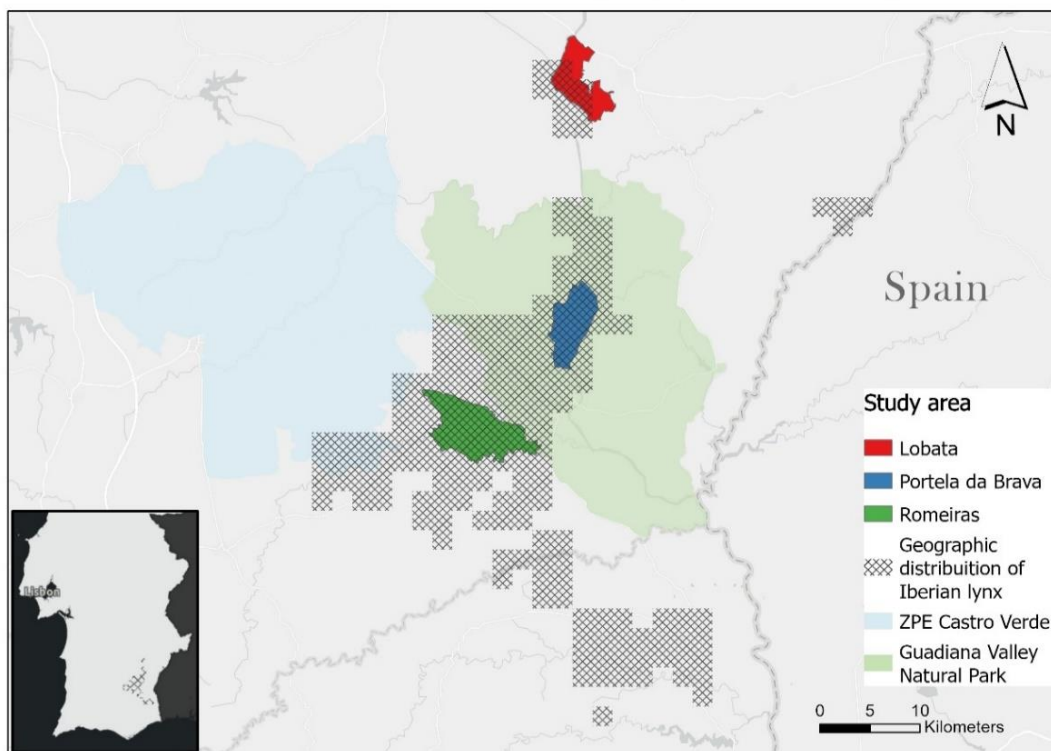 N
Spain
Study area
Lobata
Portela da Brava
Romeiras
Geographic
distribuition of
Iberian lynx
ZPE Castro Verde
Guadiana Valley
Natural Park
Lisbon
0 5 10
Kilometers